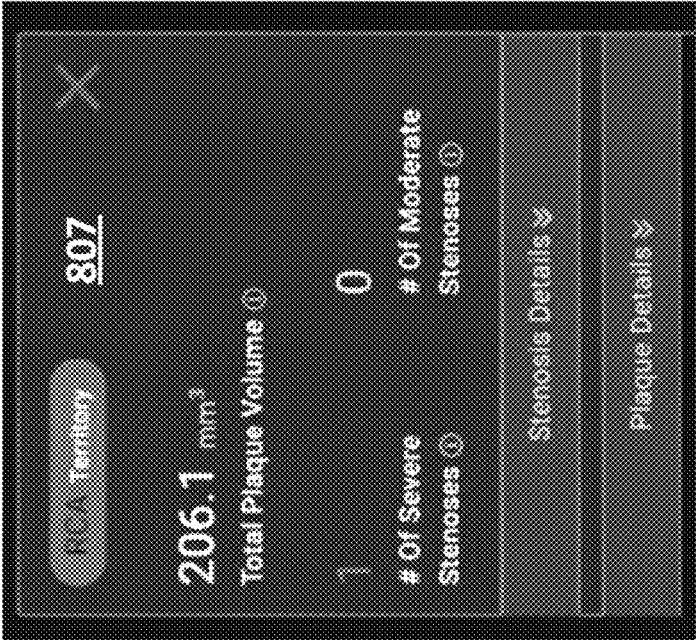 RCA Territory 807
206.1 mm³
Total Plaque Volume ⓘ
1
# Of Severe
Stenoses ⓘ
0
# Of Moderate
Stenoses ⓘ
Stenosis Details
Plaque Details